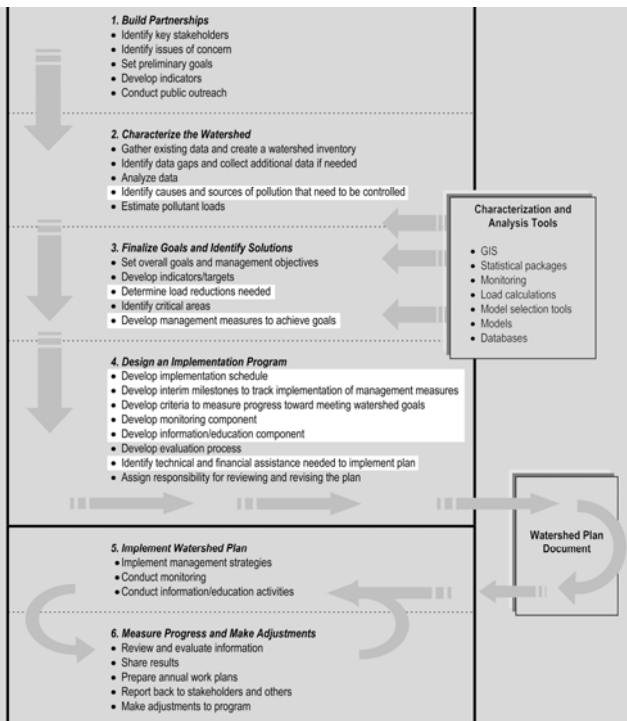 1. Build Partnerships
• Identify key stakeholders
• Identify issues of concern
• Set preliminary goals
• Develop indicators
• Conduct public outreach
2. Characterize the Watershed
• Gather existing data and create a watershed inventory
• Identify data gaps and collect additional data if needed
• Analyze data
• Identify causes and sources of pollution that need to be controlled
• Estimate pollutant loads
Characterization and
Analysis Tools
• GIS
• Statistical packages
• Monitoring
• Load calculations
• Model selection tools
• Models
• Databases
3. Finalize Goals and Identify Solutions
• Set overall goals and management objectives
• Develop indicators/targets
• Determine load reductions needed
• Identify critical areas
• Develop management measures to achieve goals
4. Design an Implementation Program
• Develop implementation schedule
• Develop interim milestones to track implementation of management measures
• Develop criteria to measure progress toward meeting watershed goals
• Develop monitoring component
• Develop information/education component
• Develop evaluation process
• Identify technical and financial assistance needed to implement plan
• Assign responsibility for reviewing and revising the plan
Watershed Plan
Document
5. Implement Watershed Plan
• Implement management strategies
• Conduct monitoring
• Conduct information/education activities
6. Measure Progress and Make Adjustments
• Review and evaluate information
• Share results
• Prepare annual work plans
• Report back to stakeholders and others
• Make adjustments to program